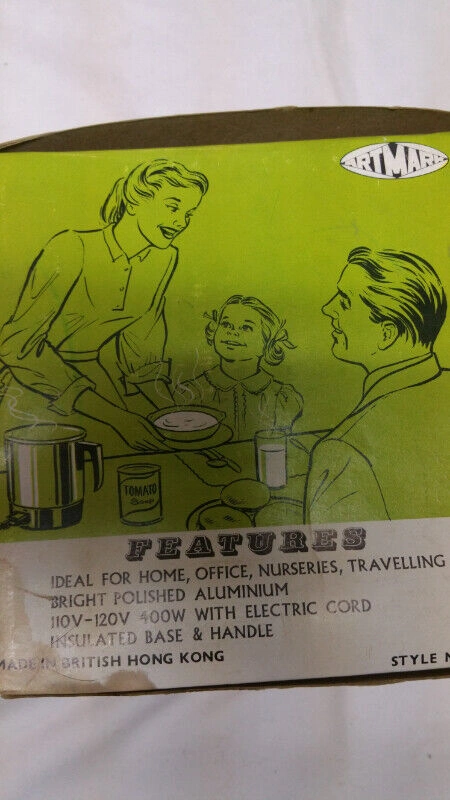 ARTMARK
TOMATO
Soup
FEATURES
IDEAL FOR HOME, OFFICE, NURSERIES, TRAVELLING
BRIGHT POLISHED ALUMINIUM
110V-120V 400W WITH ELECTRIC CORD
INSULATED BASE & HANDLE
MADE IN BRITISH HONG KONG
STYLE N